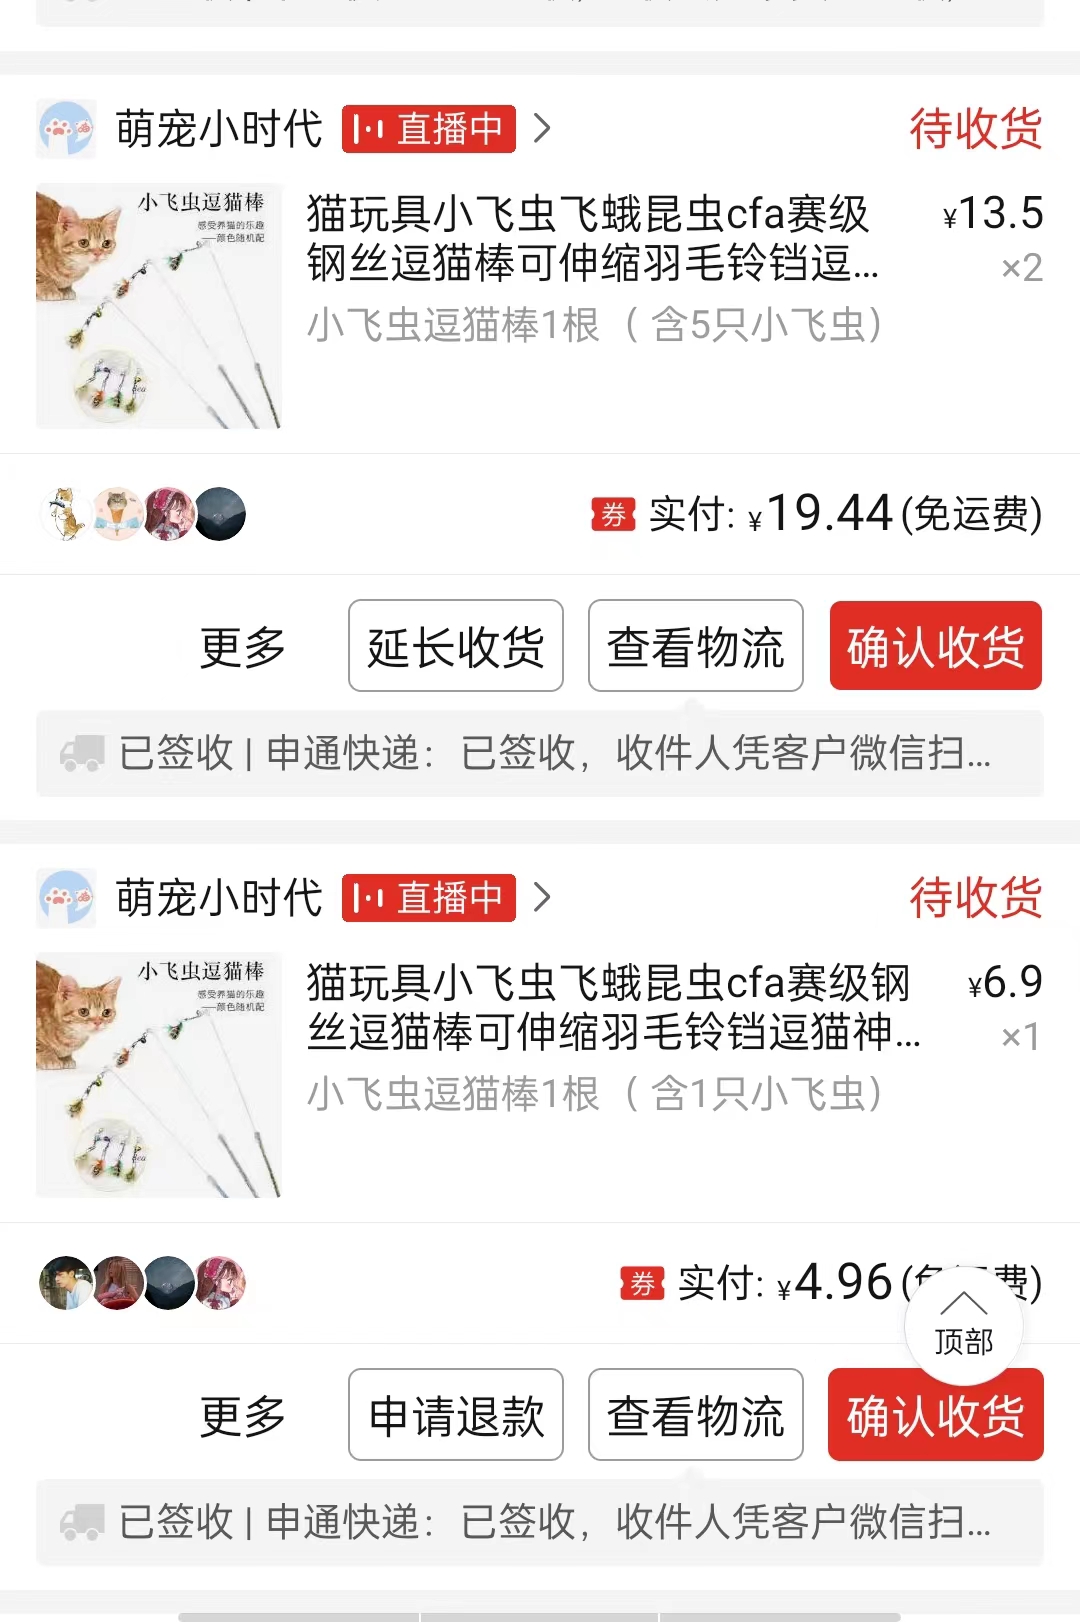 萌宠小时代 直播中
待收货
小飞虫逗猫棒
感受养猫的乐趣
——颜色随机配
猫玩具小飞虫飞蛾昆虫cfa赛级
钢丝逗猫棒可伸缩羽毛铃铛逗...
小飞虫逗猫棒1根（含5只小飞虫）
¥13.5
×2
券 实付: ¥19.44(免运费)
更多
延长收货
查看物流
确认收货
已签收 | 申通快递： 已签收，收件人凭客户微信扫...
萌宠小时代 直播中
待收货
小飞虫逗猫棒
感受养猫的乐趣
——颜色随机配
猫玩具小飞虫飞蛾昆虫cfa赛级钢
丝逗猫棒可伸缩羽毛铃铛逗猫神...
小飞虫逗猫棒1根（含1只小飞虫）
¥6.9
×1
券 实付: ¥4.96(免 费)
顶部
更多
申请退款
查看物流
确认收货
已签收 | 申通快递： 已签收，收件人凭客户微信扫...